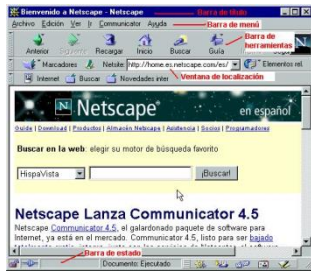 Bienvenido a Netscape - Netscape Barra de título
Archivo Edición Ver Ir Communicator Ayuda Barra de menú
Anterior Siguiente Recargar Inicio Buscar Guía Barra de herramientas
Marcadores Netsite: http://home.es.netscape.com/es/ Elementos rel.
Internet Buscar Novedades inter Ventana de localización
N Netscape en español
Guide | Download | Productos | Almacén Netscape | Asistencia | Socios | Programadores
Buscar en la web: elegir su motor de búsqueda favorito
HispaVista ¡Buscar!
Netscape Lanza Communicator 4.5
Netscape Communicator 4.5, el galardonado paquete de software para
Internet, ya está en el mercado. Communicator 4.5, listo para ser bajado
Barra de estado
Documento: Ejecutado